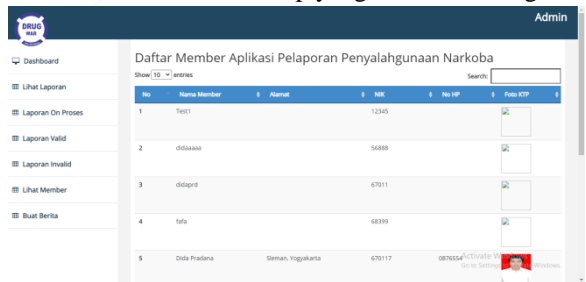 DRUG
WAR
Admin
Dashboard
Lihat Laporan
Laporan On Proses
Laporan Valid
Laporan Invalid
Lihat Member
Buat Berita
Daftar Member Aplikasi Pelaporan Penyalahgunaan Narkoba
Show 10 entries
Search:
No Nama Member Alamat NIK No HP Foto KTP
1 Test1 12345
2 didaaaaa 56888
3 didaprd 67011
4 fafa 68399
5 Dida Pradana Sleman, Yogyakarta 670117 0876554
Activate Windows
Go to Settings Windows